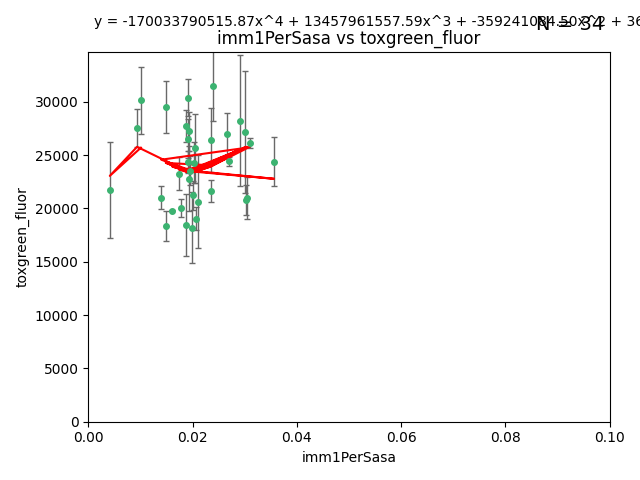 y = -170033790515.87x^4 + 13457961557.59x^3 + -359241084.50x^2 + 36
N = 34
imm1PerSasa vs toxgreen_fluor
30000
25000
20000
15000
10000
5000
0
toxgreen_fluor
0.00 0.02 0.04 0.06 0.08 0.10
imm1PerSasa